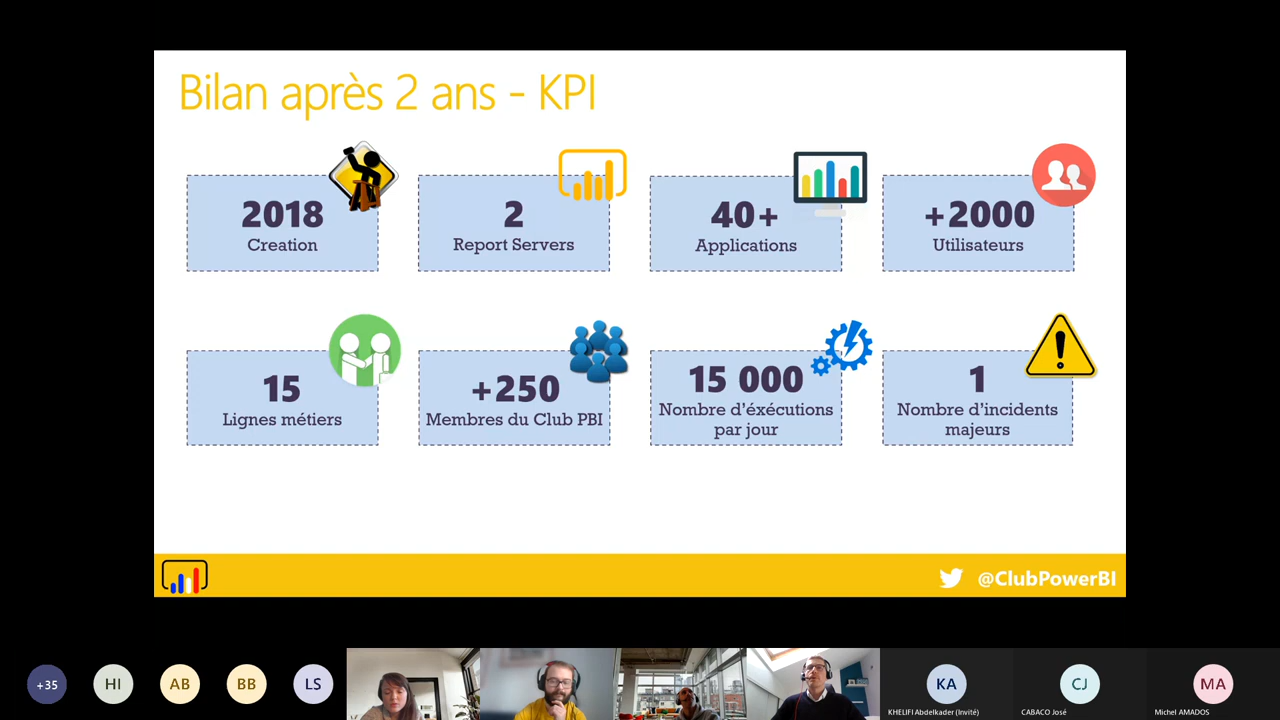 Bilan après 2 ans - KPI
2018
Creation
2
Report Servers
40+
Applications
+2000
Utilisateurs
15
Lignes métiers
+250
Membres du Club PBI
15 000
Nombre d'éxécutions
par jour
1
Nombre d'incidents
majeurs
@ClubPowerBI
+35
HI
AB
BB
LS
KA
KHELIFI Abdelkader (Invité)
CJ
CABACO José
MA
Michel AMADOS